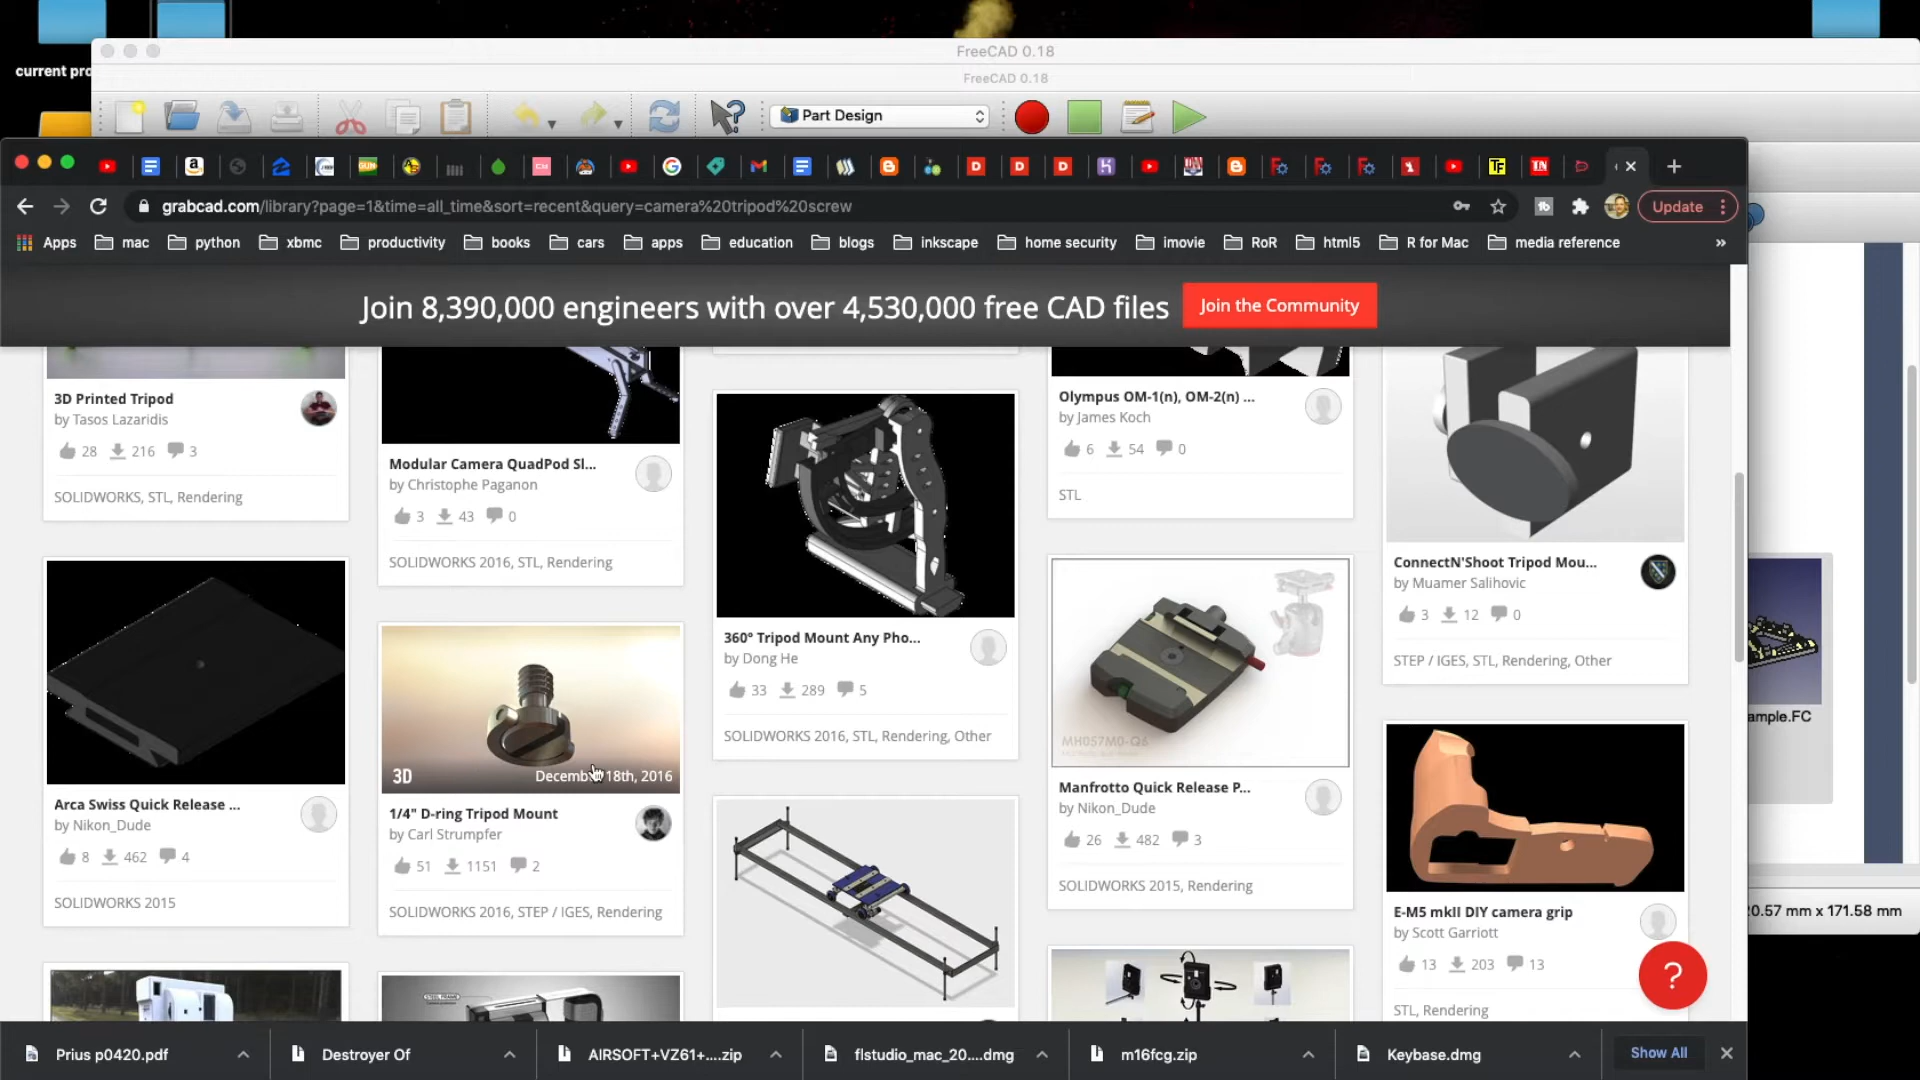 current pro
FreeCAD 0.18
FreeCAD 0.18
Part Design
grabcad.com/library?page=1&time=all_time&sort=recent&query=camera%20tripod%20screw
Update
Apps
mac
python
xbmc
productivity
books
cars
apps
education
blogs
inkscape
home security
imovie
RoR
html5
R for Mac
media reference
»
Join 8,390,000 engineers with over 4,530,000 free CAD files
Join the Community
3D Printed Tripod
by Tasos Lazaridis
28 216 3
SOLIDWORKS, STL, Rendering
Arca Swiss Quick Release ...
by Nikon_Dude
8 462 4
SOLIDWORKS 2015
Modular Camera QuadPod Sl...
by Christophe Paganon
3 43 0
SOLIDWORKS 2016, STL, Rendering
3D
December 18th, 2016
1/4" D-ring Tripod Mount
by Carl Strumpfer
51 1151 2
SOLIDWORKS 2016, STEP / IGES, Rendering
STEEL FRAME
360° Tripod Mount Any Pho...
by Dong He
33 289 5
SOLIDWORKS 2016, STL, Rendering, Other
Olympus OM-1(n), OM-2(n) ...
by James Koch
6 54 0
STL
MH057M0-Q6
Manfrotto Quick Release P...
by Nikon_Dude
26 482 3
SOLIDWORKS 2015, Rendering
ConnectN'Shoot Tripod Mou...
by Muamer Salihovic
3 12 0
STEP / IGES, STL, Rendering, Other
E-M5 mkII DIY camera grip
by Scott Garriott
13 203 13
STL, Rendering
?
ample.FC
0.57 mm x 171.58 mm
Prius p0420.pdf
Destroyer Of
AIRSOFT+VZ61+....zip
flstudio_mac_20....dmg
m16fcg.zip
Keybase.dmg
Show All